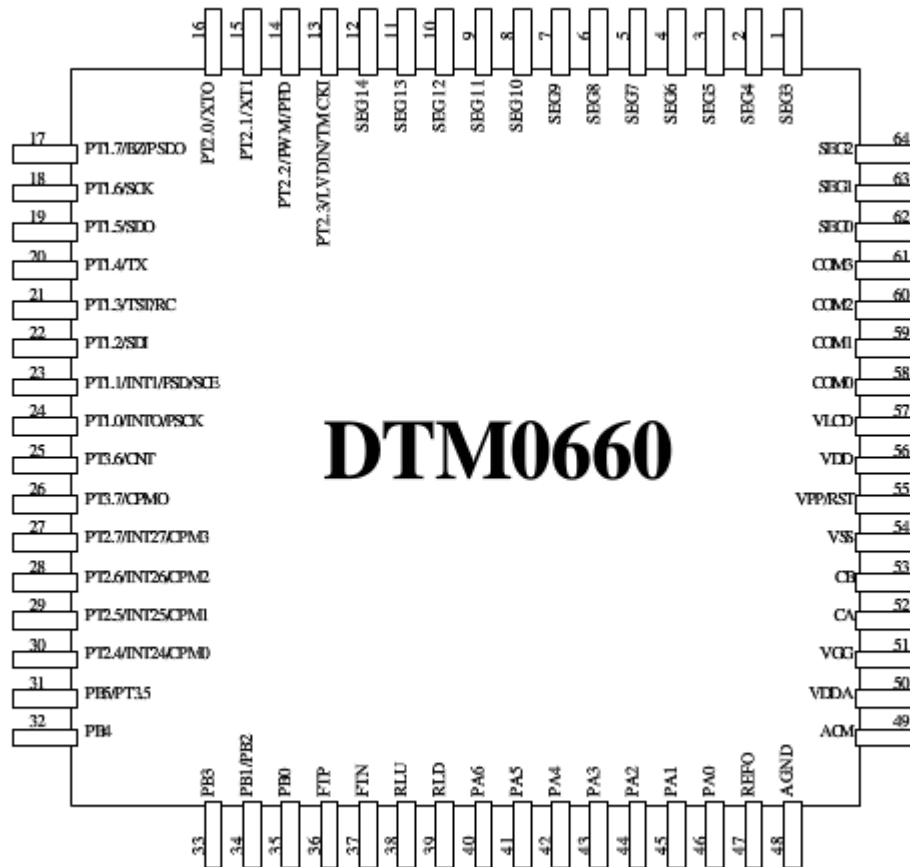 16 15 14 13 12 11 10 9 8 7 6 5 4 3 2 1
PT2.0/XTO
PT2.1/XT1
PT2.2/PWM/PFD
PT2.3/LVDIN/TMCKI
SEG14
SEG13
SEG12
SEG11
SEG10
SEG9
SEG8
SEG7
SEG6
SEG5
SEG4
SEG3
17 PT1.7/BZ/PSDO
18 PT1.6/SCK
19 PT1.5/SDO
20 PT1.4/TX
21 PT1.3/TST/RC
22 PT1.2/SDI
23 PT1.1/INT1/PSD/SCE
24 PT1.0/INTO/PSCK
25 PT3.6/CNT
26 PT3.7/CPMO
27 PT2.7/INT27/CPM3
28 PT2.6/INT26/CPM2
29 PT2.5/INT25/CPM1
30 PT2.4/INT24/CPM0
31 PB5/PT3.5
32 PB4
DTM0660
SEG2 64
SEG1 63
SEG0 62
COM3 61
COM2 60
COM1 59
COM0 58
VLCD 57
VDD 56
VPP/RST 55
VSS 54
CB 53
CA 52
VGG 51
VDDA 50
ACM 49
PB3
PB1/PB2
PB0
FTP
FTN
RLU
RLD
PA6
PA5
PA4
PA3
PA2
PA1
PA0
REFO
AGND
33 34 35 36 37 38 39 40 41 42 43 44 45 46 47 48